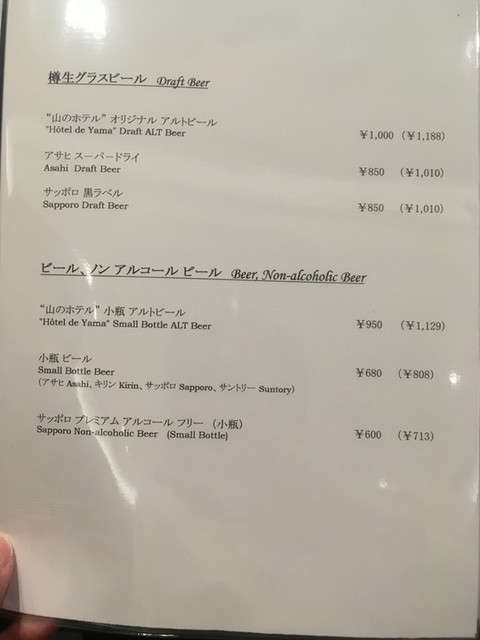 樽生グラスビール Draft Beer
"山のホテル" オリジナル アルトビール
"Hôtel de Yama" Draft ALT Beer ¥1,000 (¥1,188)
アサヒ スーパードライ
Asahi Draft Beer ¥850 (¥1,010)
サッポロ 黒ラベル
Sapporo Draft Beer ¥850 (¥1,010)
ビール、ノン アルコール ビール Beer, Non-alcoholic Beer
"山のホテル" 小瓶 アルトビール
"Hôtel de Yama" Small Bottle ALT Beer ¥950 (¥1,129)
小瓶 ビール
Small Bottle Beer ¥680 (¥808)
(アサヒ Asahi、キリン Kirin、サッポロ Sapporo、サントリー Suntory)
サッポロ プレミアム アルコール フリー (小瓶)
Sapporo Non-alcoholic Beer (Small Bottle) ¥600 (¥713)